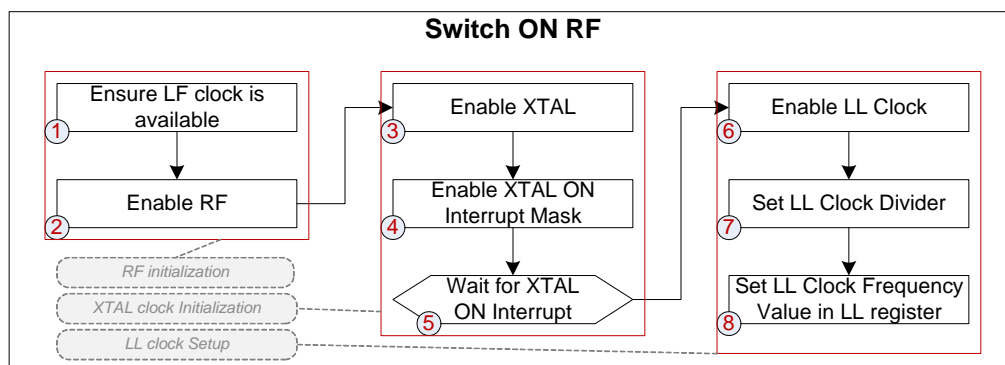 Switch ON RF
Ensure LF clock is
available
1
Enable RF
2
RF initialization
XTAL clock Initialization
LL clock Setup
Enable XTAL
3
Enable XTAL ON
Interrupt Mask
4
Wait for XTAL
ON Interrupt
5
Enable LL Clock
6
Set LL Clock Divider
7
Set LL Clock Frequency
Value in LL register
8